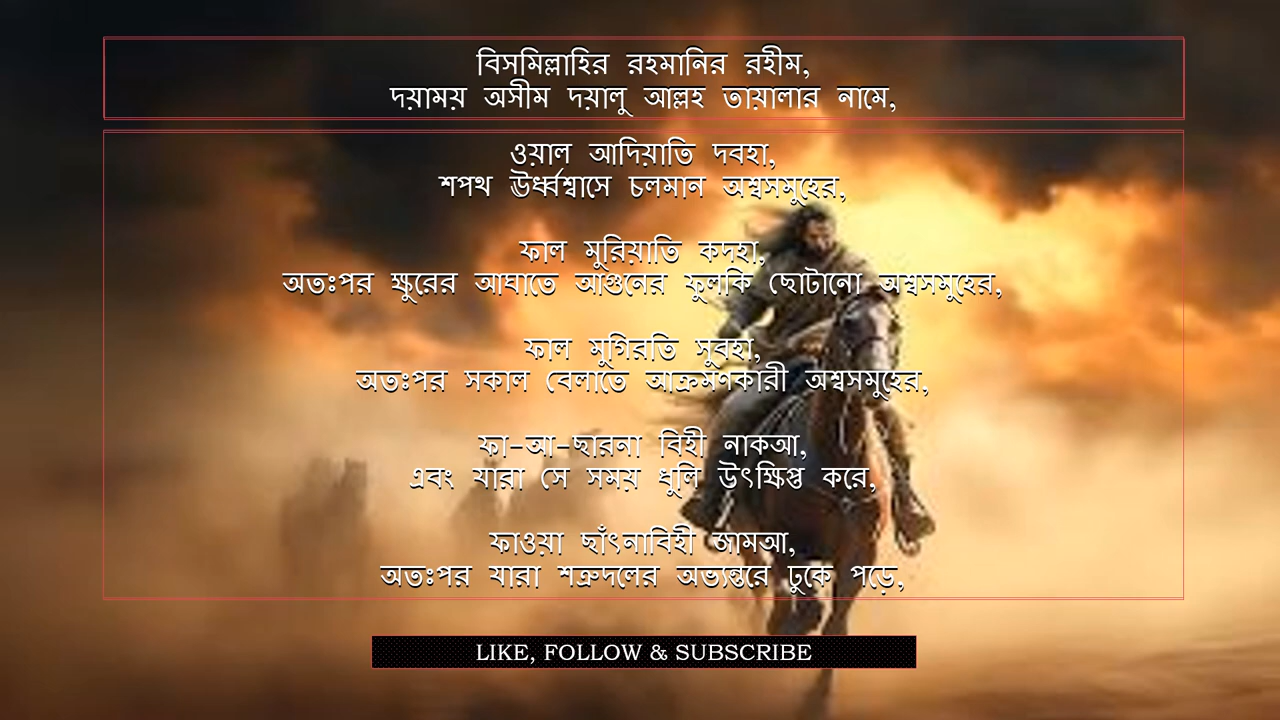 বিসমিল্লাহির রহমানির রহীম,
দয়াময় অসীম দয়ালু আল্লহ তায়ালার নামে,
ওয়াল আদিয়াতি দবহা,
শপথ ঊর্ধ্বশ্বাসে চলমান অশ্বসমুহের,
ফাল মুরিয়াতি কদহা,
অতঃপর ক্ষুরের আঘাতে আগুনের ফুলকি ছোটানো অশ্বসমুহের,
ফাল মুগিরতি সুবহা,
অতঃপর সকাল বেলাতে আক্রমণকারী অশ্বসমুহের,
ফা-আ-ছারনা বিহী নাকআ,
এবং যারা সে সময় ধুলি উৎক্ষিপ্ত করে,
ফাওয়া ছাঁৎনাবিহী জামআ,
অতঃপর যারা শত্রুদলের অভ্যন্তরে ঢুকে পড়ে,
LIKE, FOLLOW & SUBSCRIBE